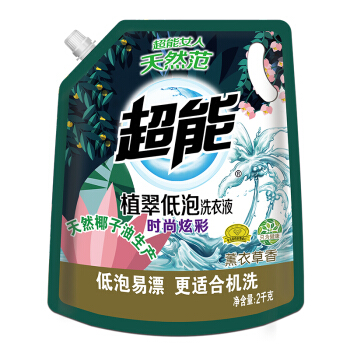 超能女人
天然范
超能
®
植翠低泡洗衣液
时尚炫彩
天然椰子油生产
薰衣草香
低泡易漂 更适合机洗
净含量:2千克